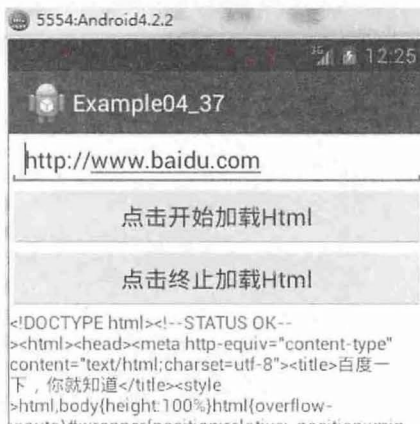 5554:Android4.2.2
3G 12:25
Example04_37
http://www.baidu.com
点击开始加载Html
点击终止加载Html
<!DOCTYPE html><!--STATUS OK--
><html><head><meta http-equiv="content-type"
content="text/html;charset=utf-8"><title>百度一
下，你就知道</title><style
>html,body{height:100%}html{overflow-